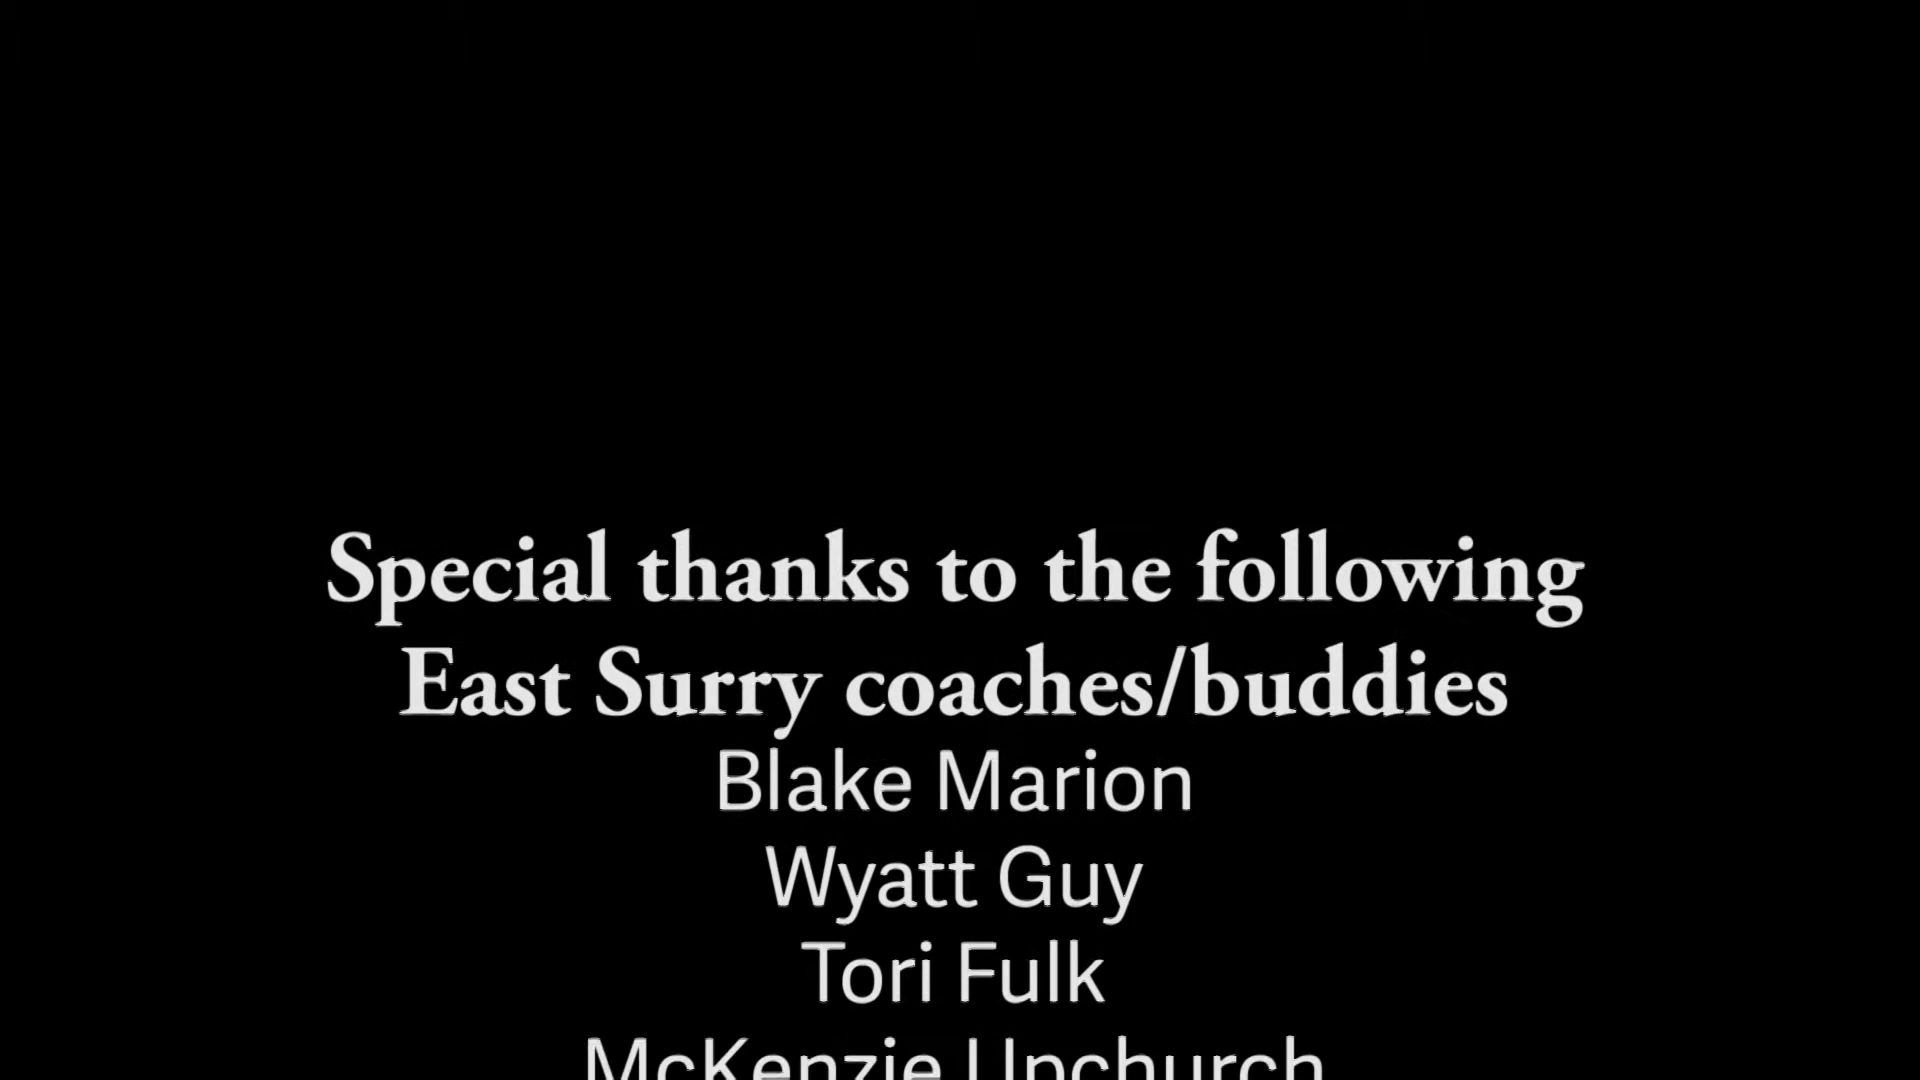 Special thanks to the following
East Surry coaches/buddies
Blake Marion
Wyatt Guy
Tori Fulk
McKenzie Upchurch